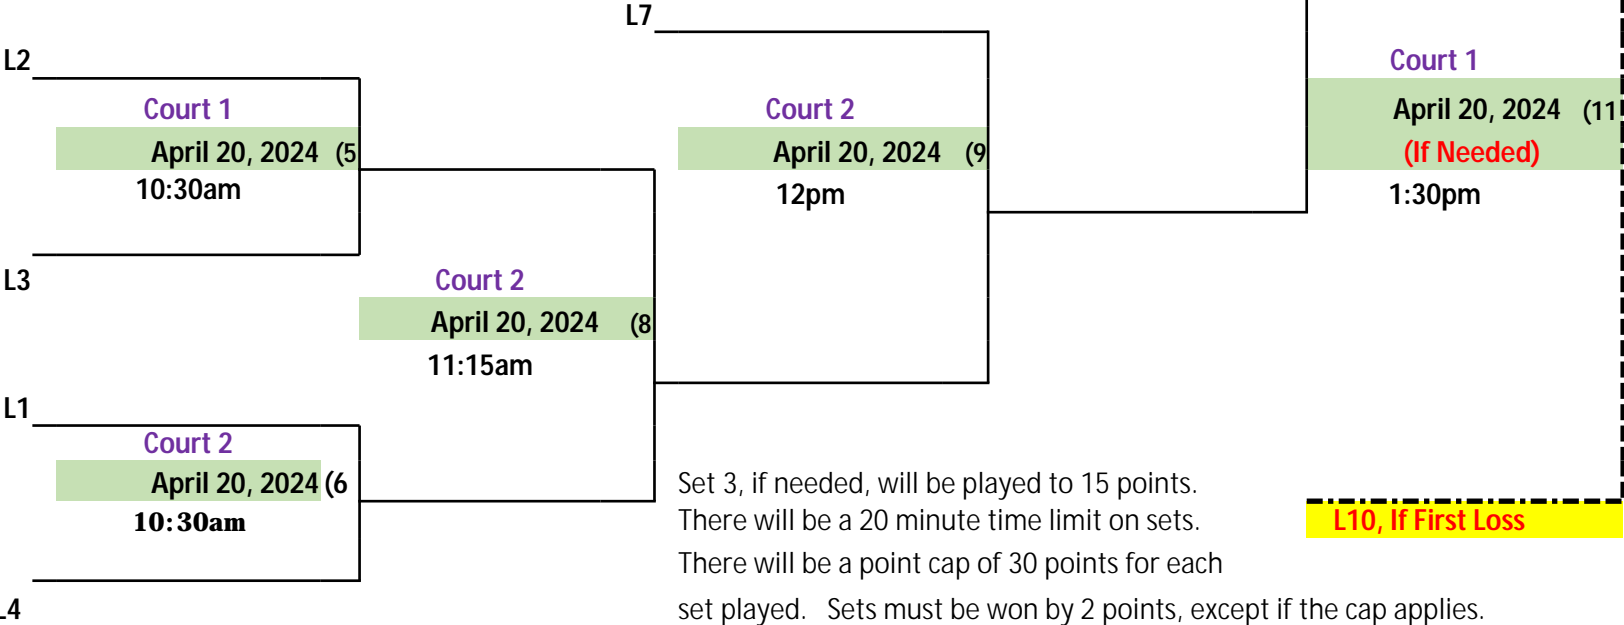 L7
L2
Court 1
April 20, 2024 (5
10:30am
L3
Court 2
April 20, 2024 (9
12pm
Court 1
April 20, 2024 (11
(If Needed)
1:30pm
Court 2
April 20, 2024 (8
11:15am
L1
Court 2
April 20, 2024 (6
10:30am
L4
Set 3, if needed, will be played to 15 points.
There will be a 20 minute time limit on sets.
There will be a point cap of 30 points for each
set played. Sets must be won by 2 points, except if the cap applies.
L10, If First Loss